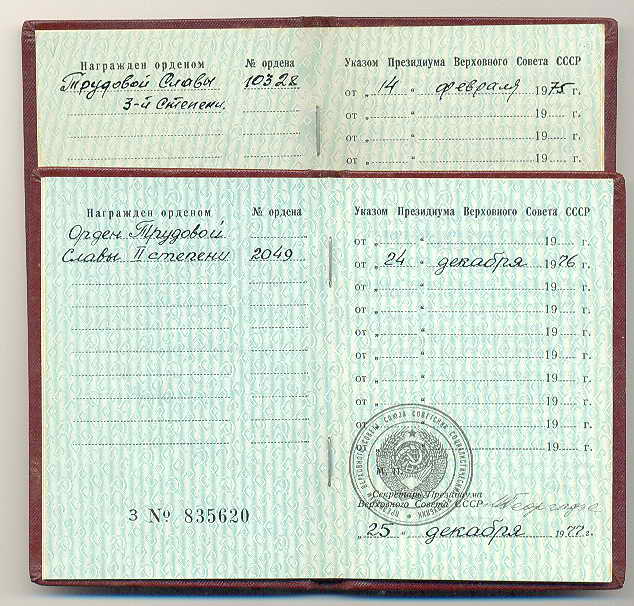 Награжден орденом № ордена Указом Президиума Верховного Совета СССР
Трудовой Славы 10328 от „ 14 “ февраля 1975 г.
3-й степени. от „ “ 19 г.
от „ “ 19 г.
от „ “ 19 г.
Награжден орденом № ордена Указом Президиума Верховного Совета СССР
Орден Трудовой от „ “ 19 г.
Славы II степени 2049 от „ 24 “ декабря 1976 г.
от „ “ 19 г.
от „ “ 19 г.
от „ “ 19 г.
от „ “ 19 г.
от „ “ 19 г.
от „ “ 19 г.
от „ “ 19 г.
19 г.
М. П.
Секретарь Президиума
Верховного Совета СССР
З № 835620
„ 25 “ декабря 1977 г.